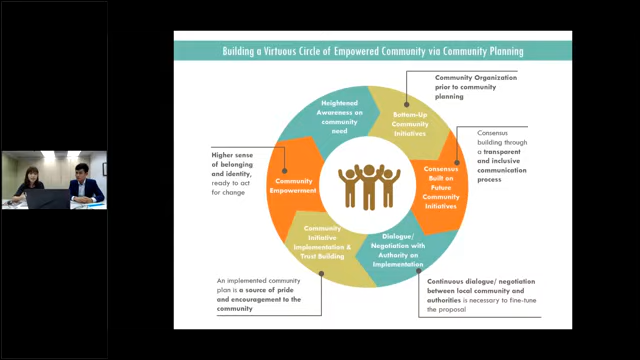 Building a Virtuous Circle of Empowered Community via Community Planning
Community Organization
prior to community
planning
Heightened
Awareness on
community
need
Bottom-Up
Community
Initiatives
Consensus
building through
a transparent
and inclusive
communication
process
Higher sense
of belonging
and identity,
ready to act
for change
Community
Empowerment
Consensus
Built on
Future
Community
Initiatives
Community
Initiative
Implementation &
Trust Building
Dialogue/
Negotiation with
Authority on
Implementation
An implemented community
plan is a source of pride
and encouragement to the
community
Continuous dialogue/ negotiation
between local community and
authorities is necessary to fine-tune
the proposal